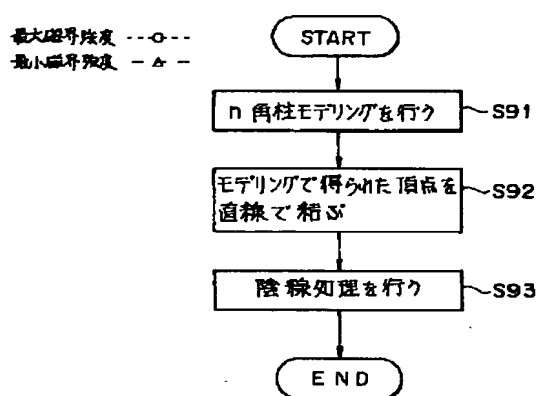 最大磁界強度 ---o---
最小磁界強度 — △ —
START
n 角柱モデリングを行う
S91
モデリングで得られた頂点を
直線で結ぶ
S92
陰線処理を行う
S93
END